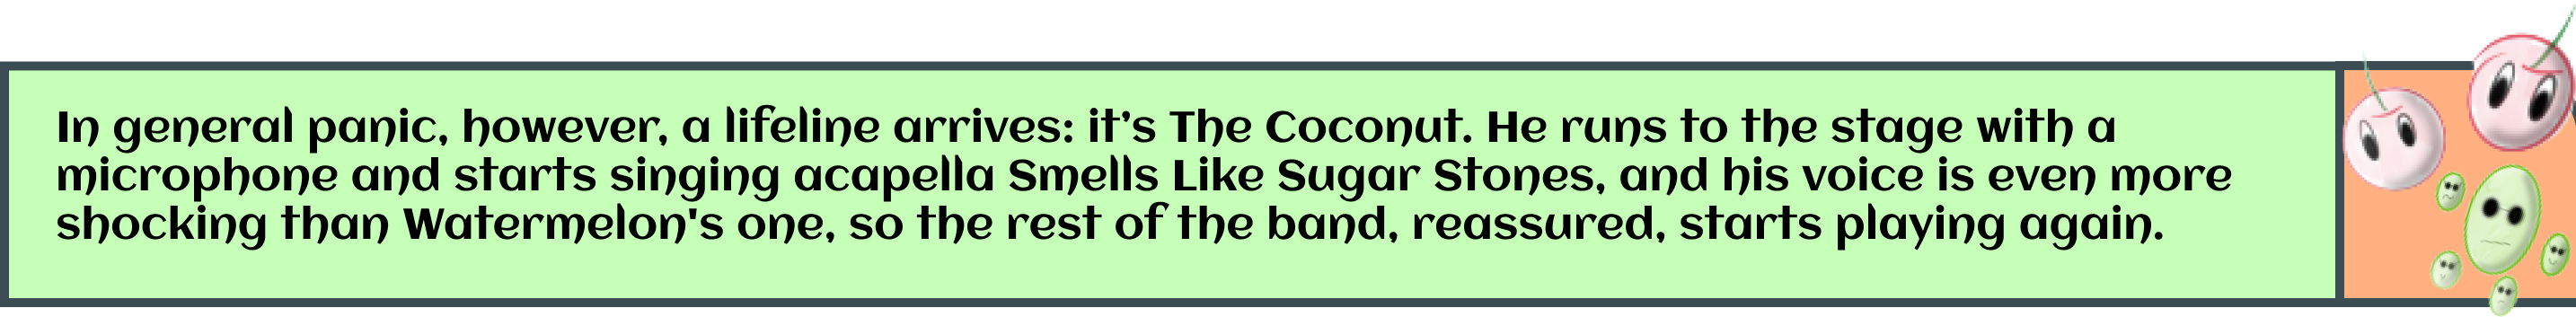 In general panic, however, a lifeline arrives: it's The Coconut. He runs to the stage with a
microphone and starts singing acapella Smells Like Sugar Stones, and his voice is even more
shocking than Watermelon's one, so the rest of the band, reassured, starts playing again.